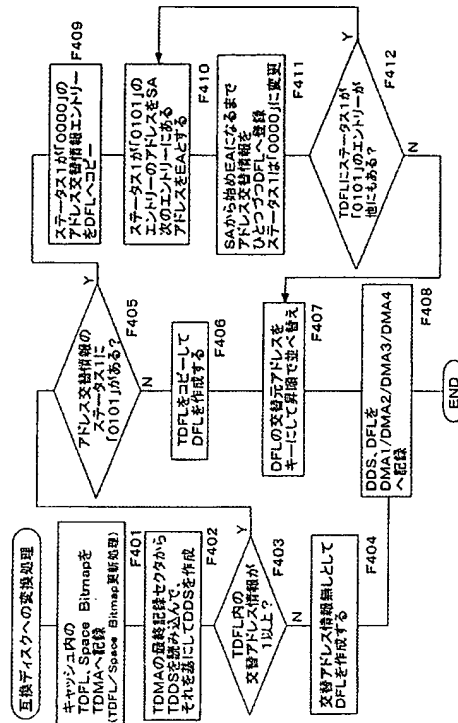 互換ディスクへの変換処理
キャッシュ内の
TDFL、Space Bitmapを
TDMAへ記録
(TDFL/Space Bitmap更新処理)
F401
TDMAの最終記録セクタから
TDDSを読み込んで、
それを基にしてDDSを作成
F402
TDFL内の
交替アドレス情報が
1以上?
F403
Y
N
交替アドレス情報無しとして
DFLを作成する
F404
アドレス交替情報の
ステータス1に
「0101」がある?
F405
Y
N
TDFLをコピーして
DFLを作成する
F406
DFLの交替元アドレスを
キーにして昇順で並べ替え
F407
DDS、DFLを
DMA1/DMA2/DMA3/DMA4
へ記録
F408
END
ステータス1が「0000」の
アドレス交替情報エントリー
をDFLへコピー
F409
ステータス1が「0101」の
エントリーのアドレスをSA
次のエントリーにある
アドレスをEAとする
F410
SAから始めEAになるまで
アドレス交替情報を
ひとつづつDFLへ登録
ステータス1は「0000」に変更
F411
TDFLにステータス1が
「0101」のエントリーが
他にもある?
F412
Y
N